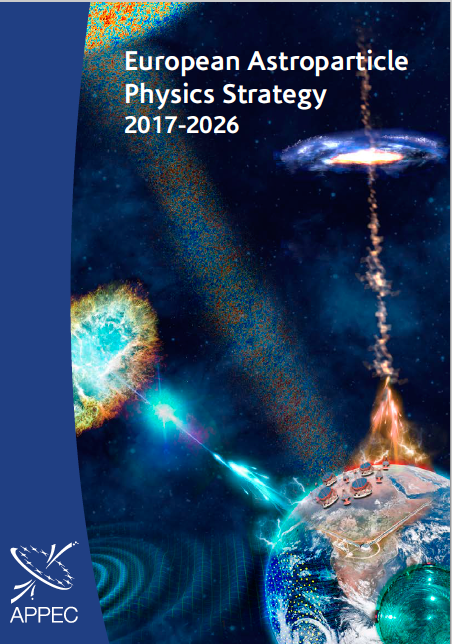 European Astroparticle
Physics Strategy
2017-2026
APPEC